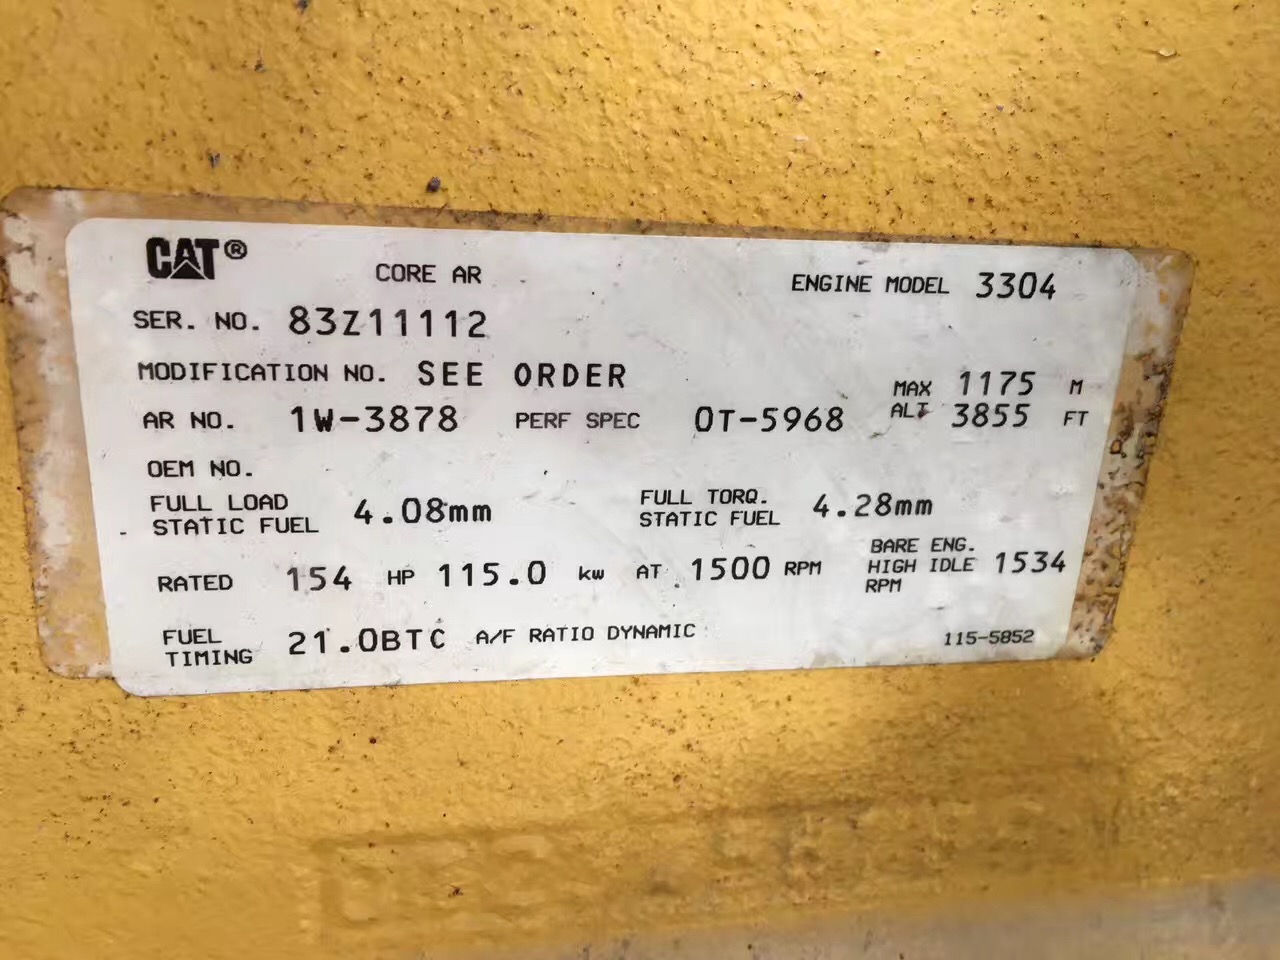 CAT®
CORE AR
ENGINE MODEL 3304
SER. NO. 83Z11112
MODIFICATION NO. SEE ORDER
MAX ALT 1175 M
3855 FT
AR NO. 1W-3878 PERF SPEC 0T-5968
OEM NO.
FULL LOAD
STATIC FUEL 4.08mm
FULL TORQ.
STATIC FUEL 4.28mm
RATED 154 HP 115.0 kw AT 1500 RPM
BARE ENG.
HIGH IDLE 1534
RPM
FUEL
TIMING 21.0BTC A/F RATIO DYNAMIC
115-5852